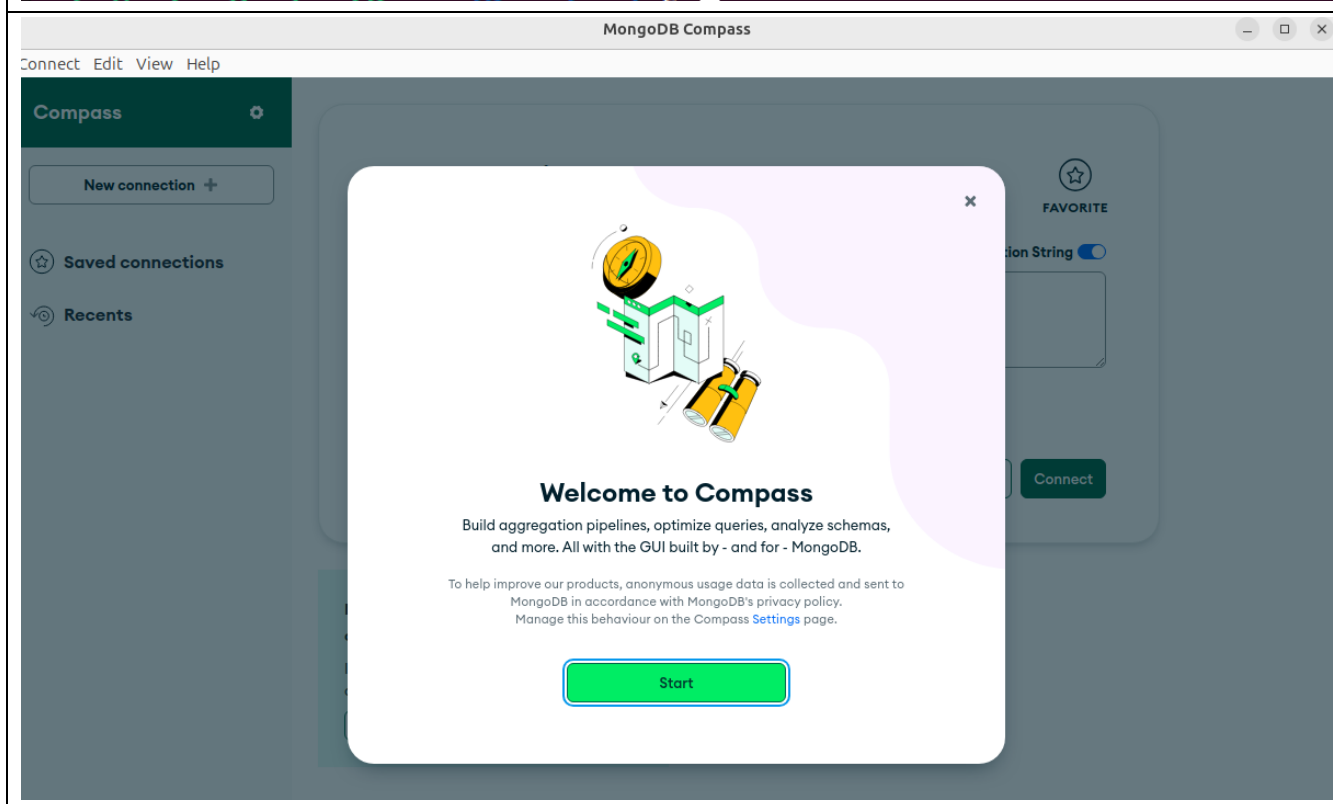 MongoDB Compass
Connect Edit View Help
Compass
New connection
FAVORITE
Saved connections
tion String
Recents
Connect
Welcome to Compass
Build aggregation pipelines, optimize queries, analyze schemas,
and more. All with the GUI built by - and for - MongoDB.
To help improve our products, anonymous usage data is collected and sent to
MongoDB in accordance with MongoDB's privacy policy.
Manage this behaviour on the Compass Settings page.
Start